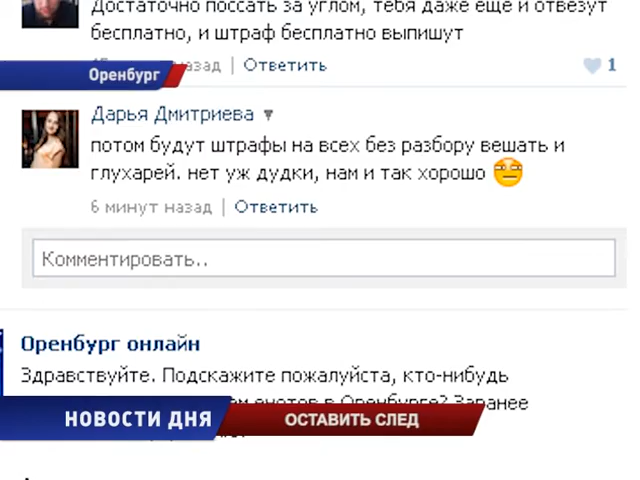 Достаточно поссать за углом, тебя даже еще и отвезут
бесплатно, и штраф бесплатно выпишут
назад | Ответить
1
Оренбург
Дарья Дмитриева
потом будут штрафы на всех без разбору вешать и
глухарей. нет уж дудки, нам и так хорошо
6 минут назад | Ответить
Комментировать..
Оренбург онлайн
Здравствуйте. Подскажите пожалуйста, кто-нибудь
енотов в Оренбурге? Заранее
НОВОСТИ ДНЯ
ОСТАВИТЬ СЛЕД